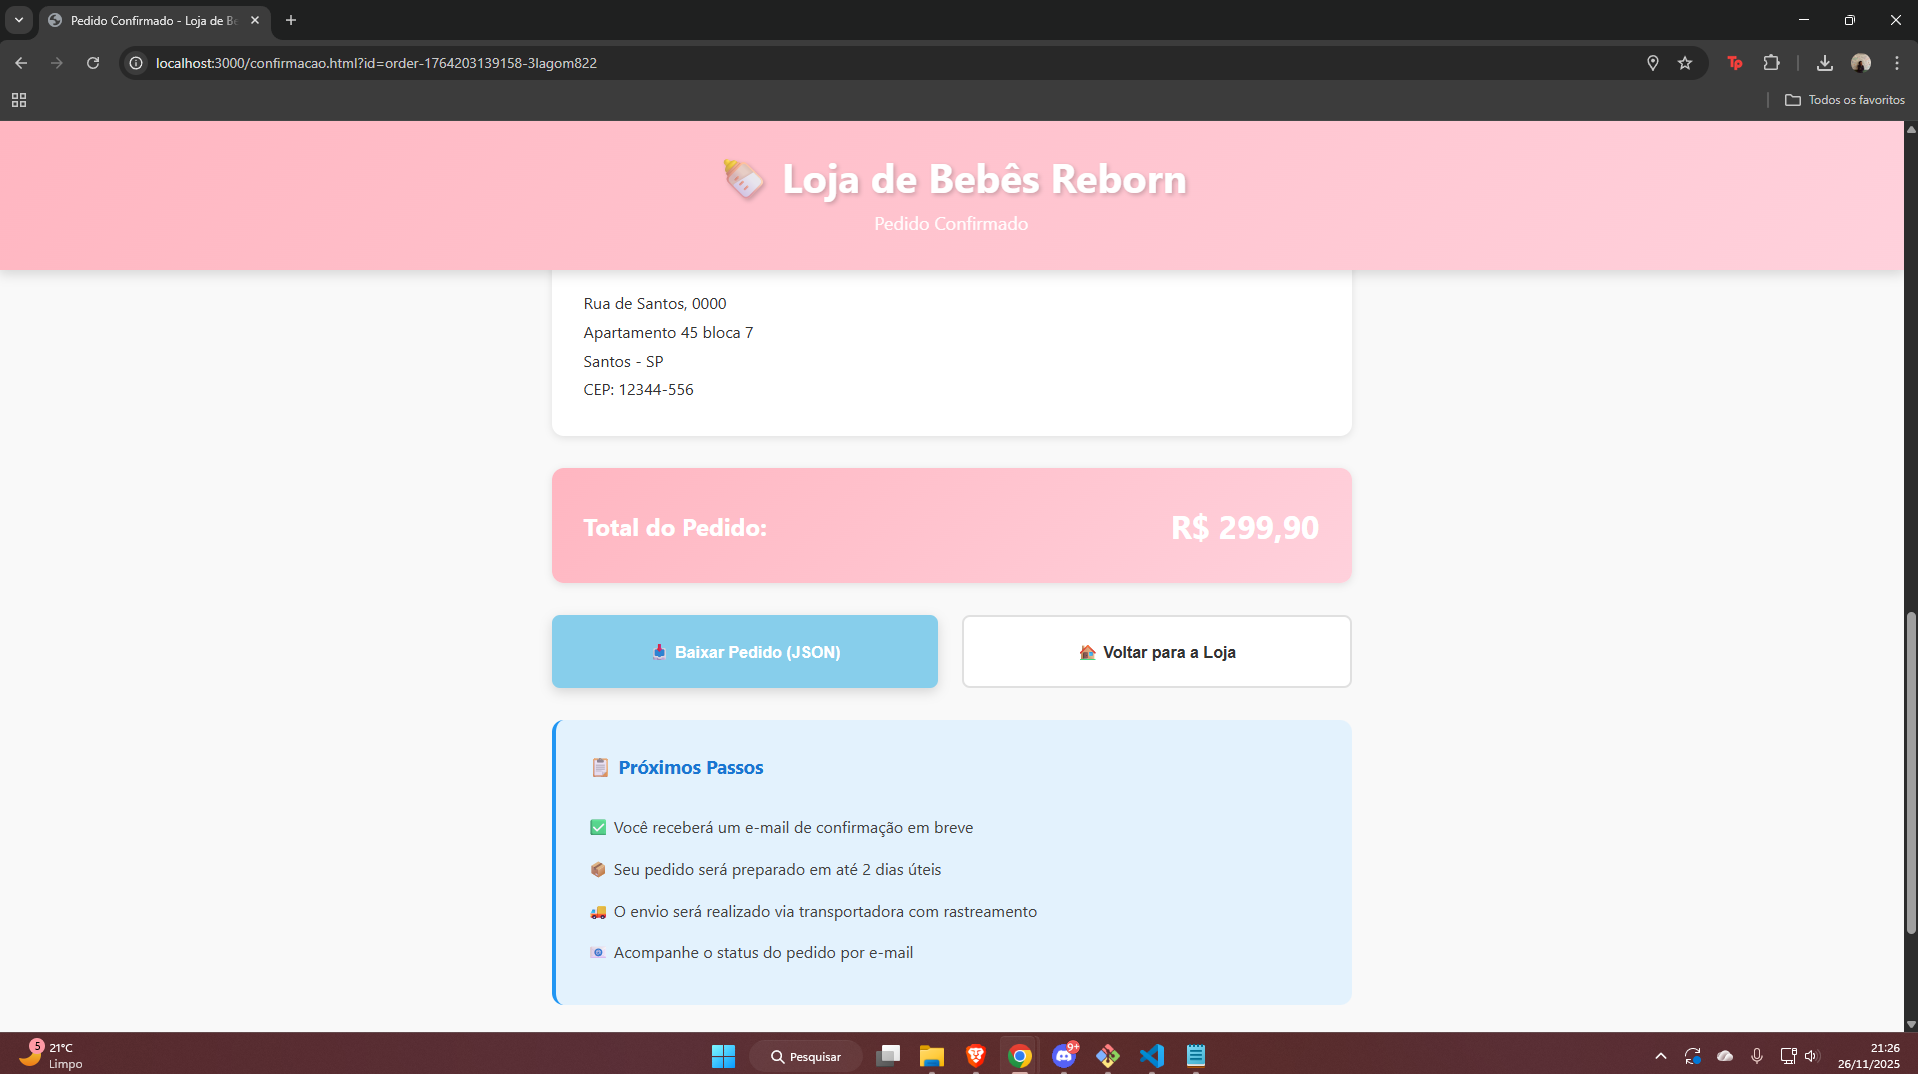 Pedido Confirmado - Loja de Be
localhost:3000/confirmacao.html?id=order-1764203139158-3lagom822
Tp
Todos os favoritos
Loja de Bebês Reborn
Pedido Confirmado
Rua de Santos, 0000
Apartamento 45 bloca 7
Santos - SP
CEP: 12344-556
Total do Pedido:
R$ 299,90
Baixar Pedido (JSON)
Voltar para a Loja
Próximos Passos
Você receberá um e-mail de confirmação em breve
Seu pedido será preparado em até 2 dias úteis
O envio será realizado via transportadora com rastreamento
Acompanhe o status do pedido por e-mail
5
21°C
Limpo
Pesquisar
9+
21:26
26/11/2025